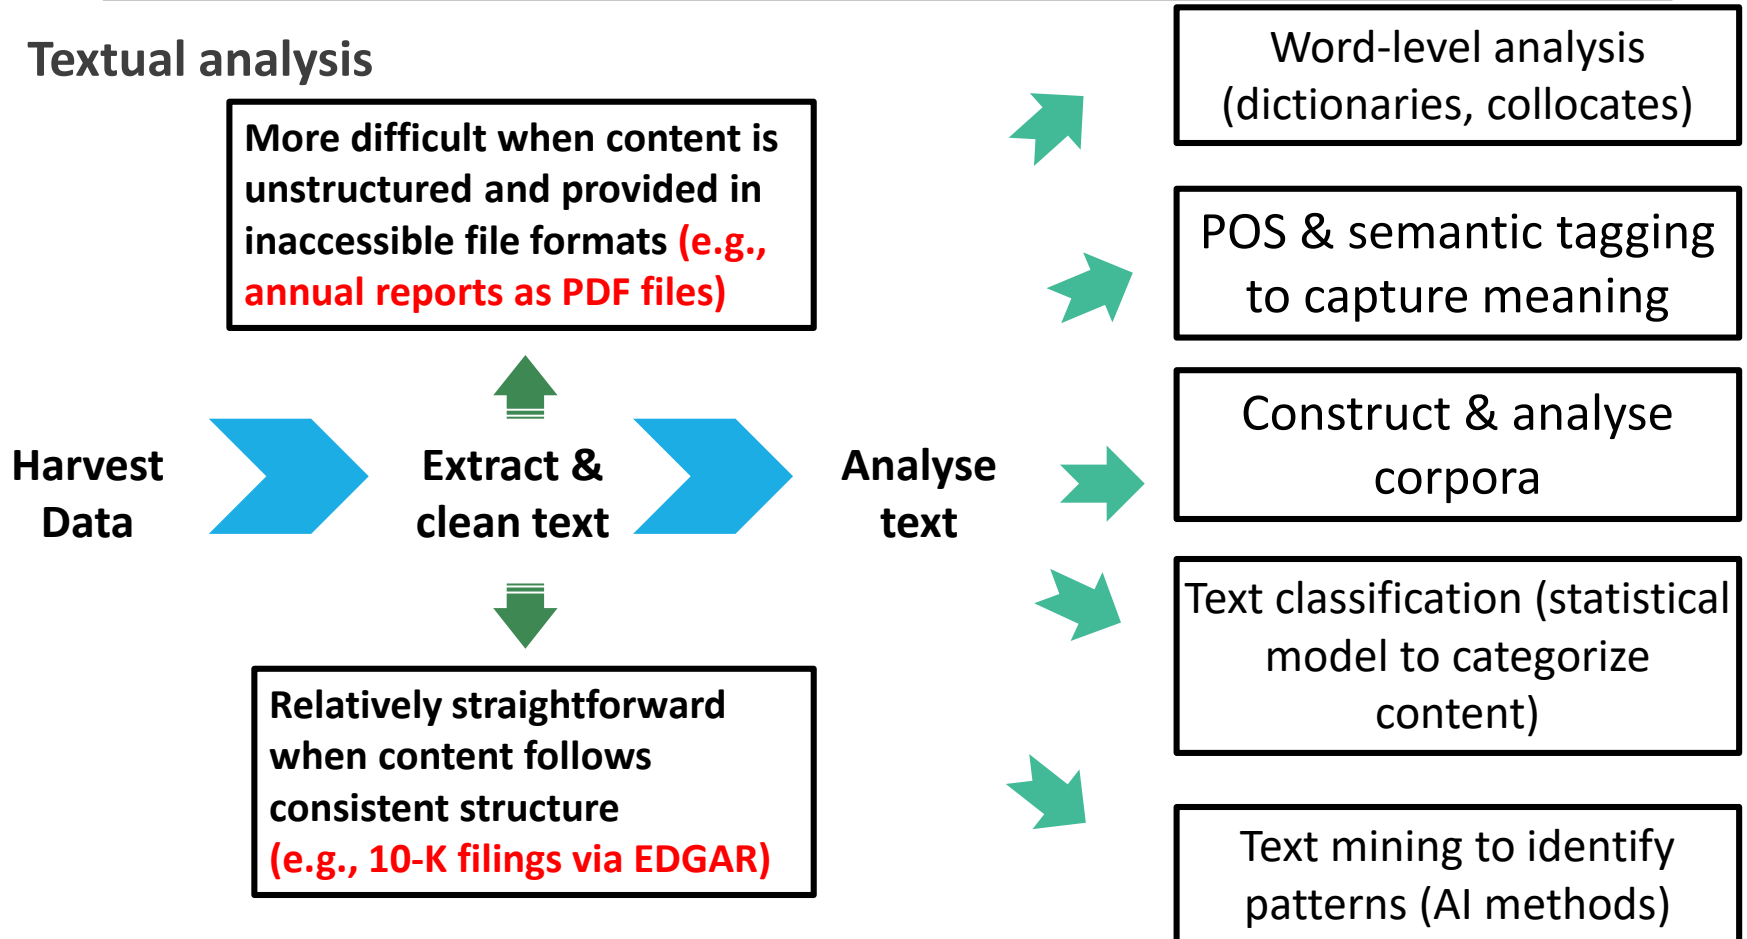 Textual analysis
More difficult when content is
unstructured and provided in
inaccessible file formats (e.g.,
annual reports as PDF files)
Harvest
Data
Extract &
clean text
Analyse
text
Relatively straightforward
when content follows
consistent structure
(e.g., 10-K filings via EDGAR)
Word-level analysis
(dictionaries, collocates)
POS & semantic tagging
to capture meaning
Construct & analyse
corpora
Text classification (statistical
model to categorize
content)
Text mining to identify
patterns (AI methods)